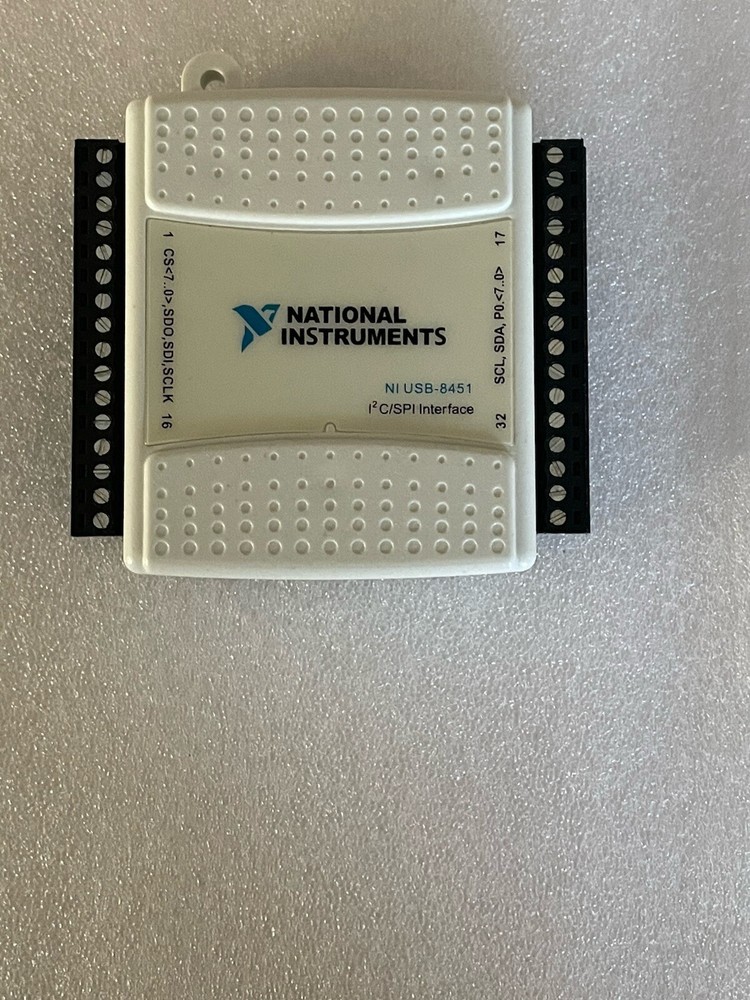 NATIONAL
INSTRUMENTS
NI USB-8451
I²C/SPI Interface
1 CS<7..0>,SDO,SDI,SCLK 16
17 SCL, SDA, P0.<7..0> 32